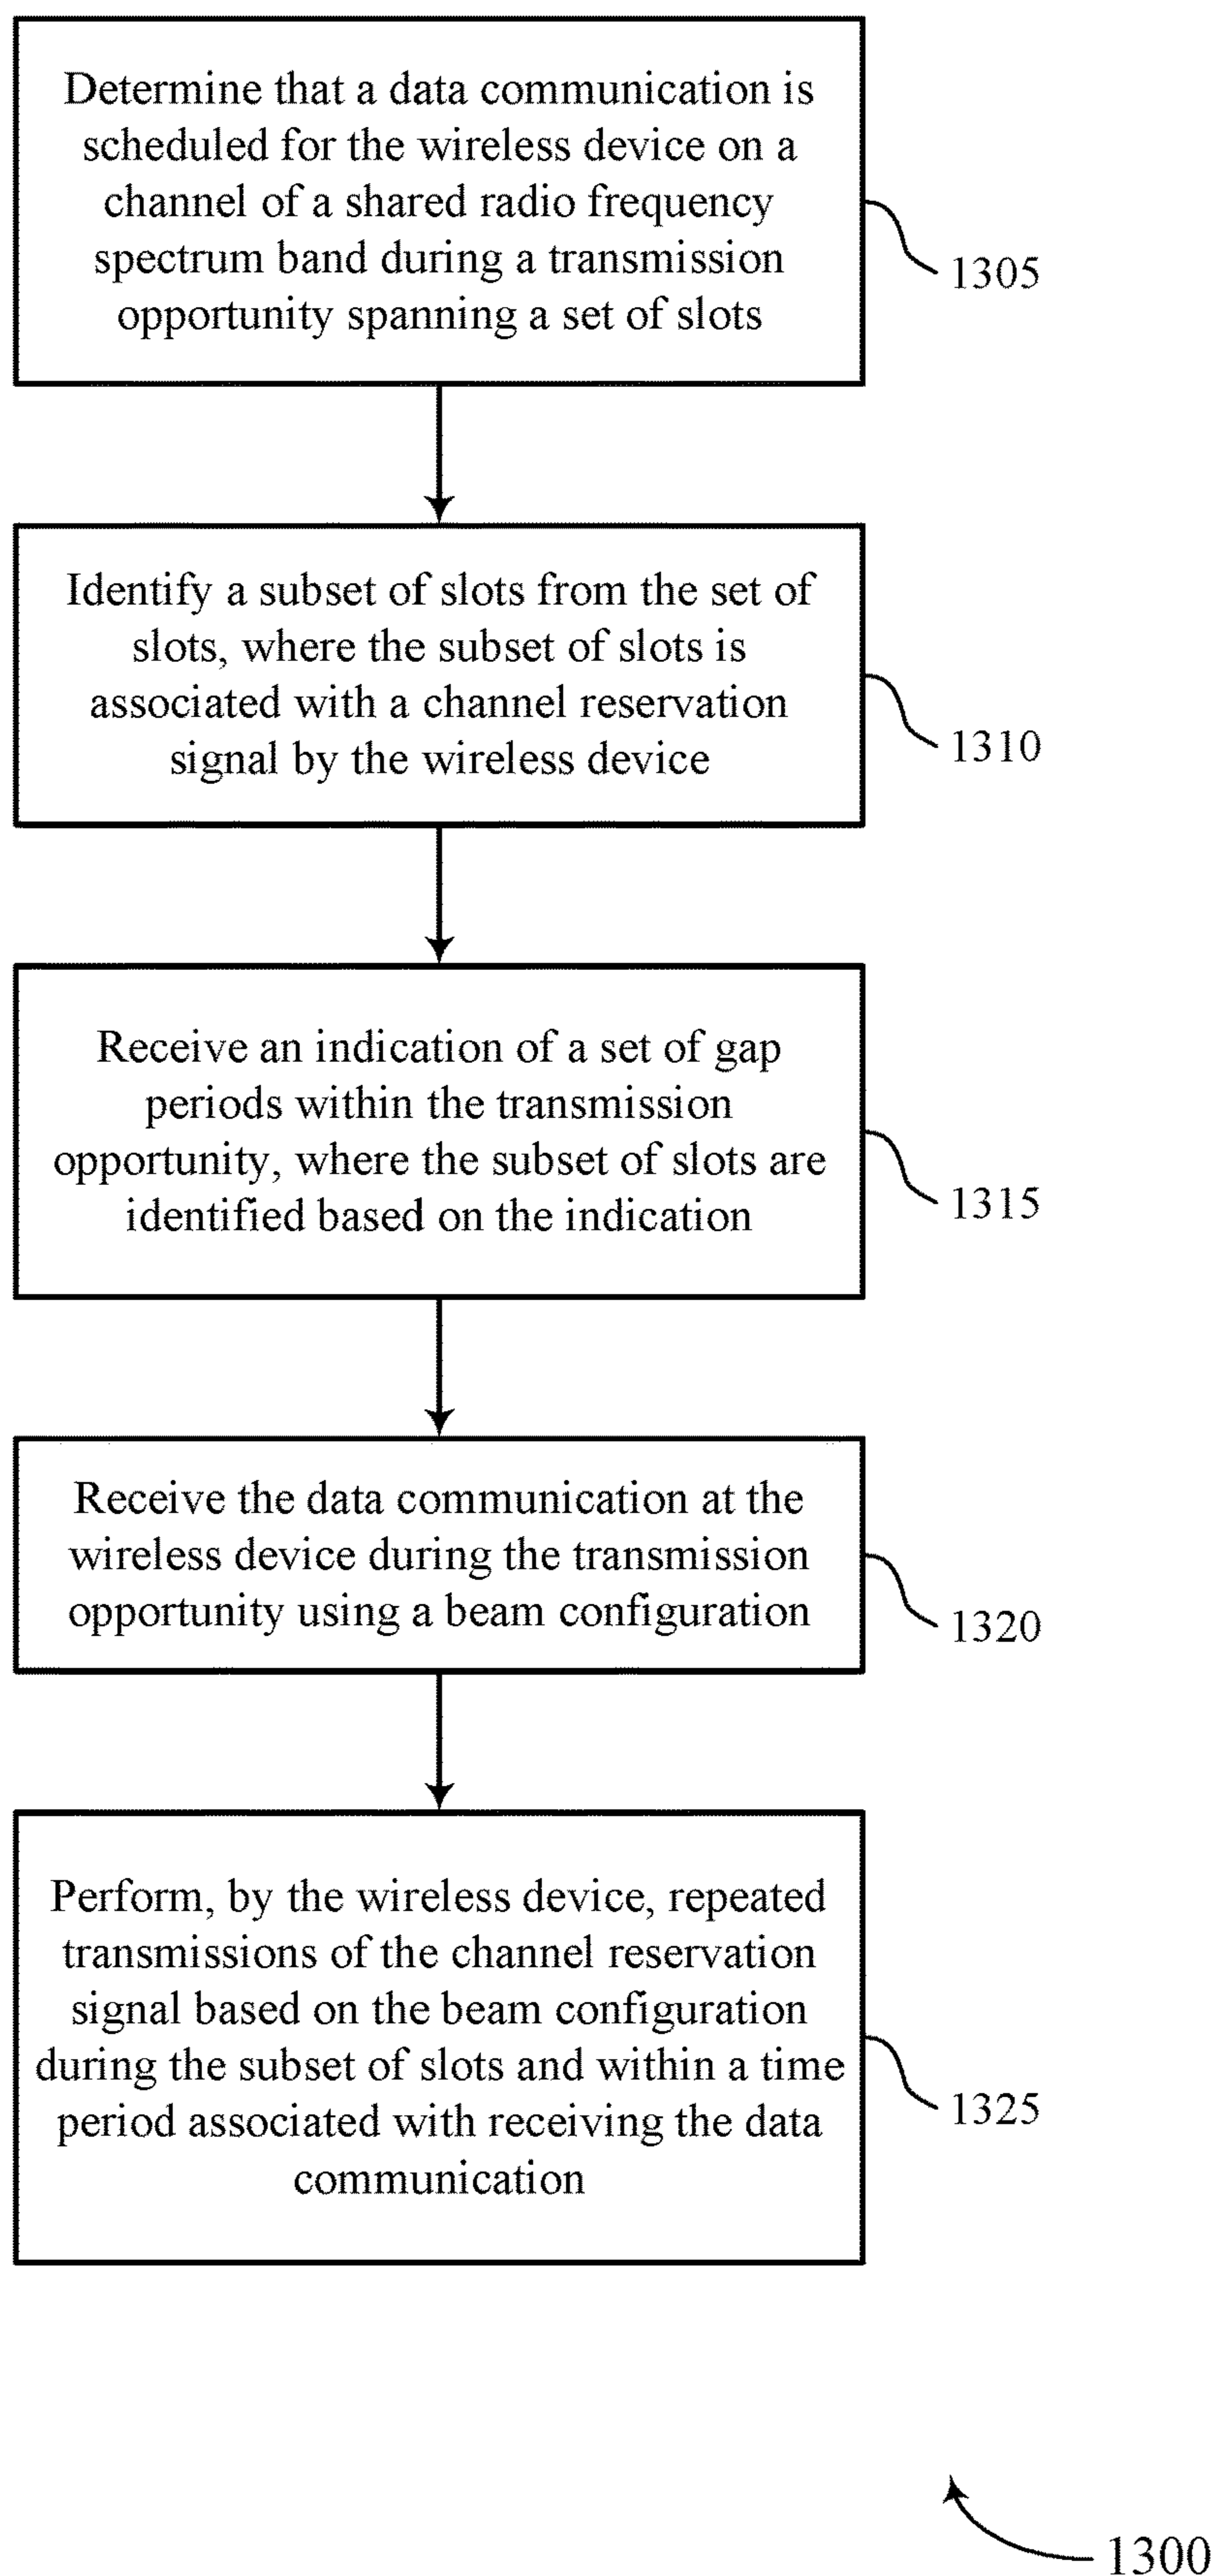 Determine that a data communication is
scheduled for the wireless device on a
channel of a shared radio frequency
spectrum band during a transmission
opportunity spanning a set of slots
1305
Identify a subset of slots from the set of
slots, where the subset of slots is
associated with a channel reservation
signal by the wireless device
1310
Receive an indication of a set of gap
periods within the transmission
opportunity, where the subset of slots are
identified based on the indication
1315
Receive the data communication at the
wireless device during the transmission
opportunity using a beam configuration
1320
Perform, by the wireless device, repeated
transmissions of the channel reservation
signal based on the beam configuration
during the subset of slots and within a time
period associated with receiving the data
communication
1325
1300